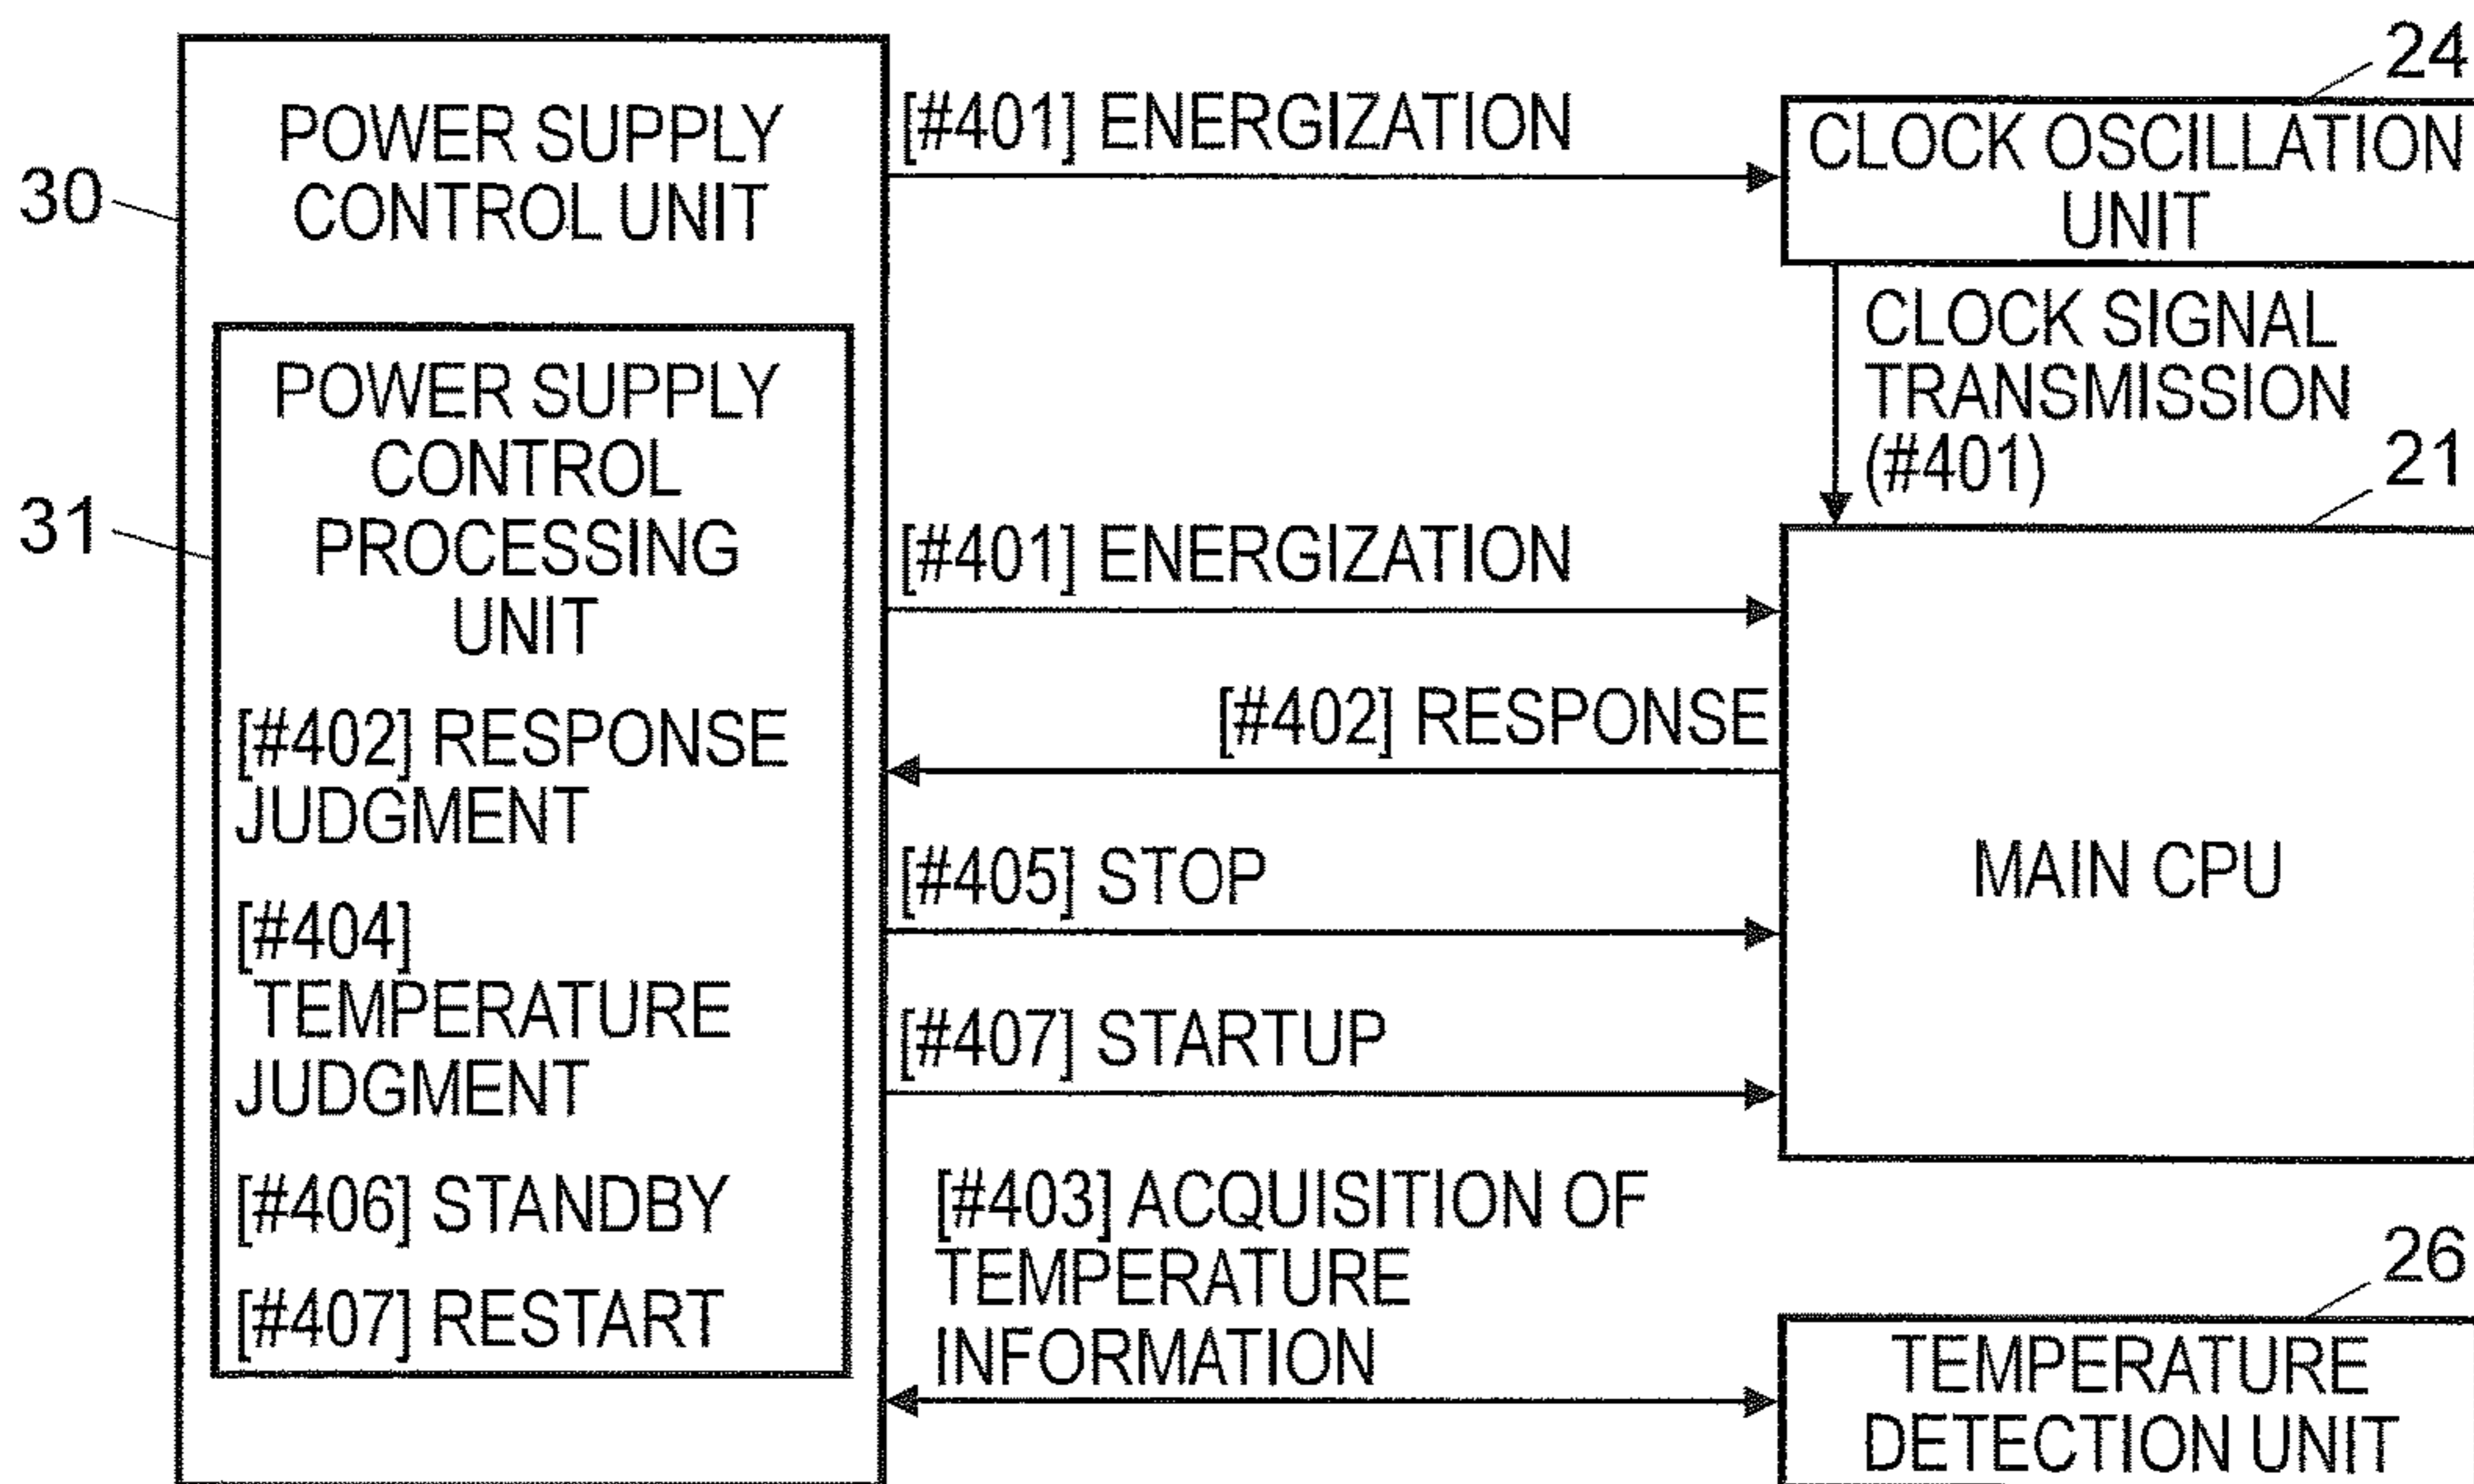 30
POWER SUPPLY
CONTROL UNIT
31
POWER SUPPLY
CONTROL
PROCESSING
UNIT
[#402] RESPONSE
JUDGMENT
[#404]
TEMPERATURE
JUDGMENT
[#406] STANDBY
[#407] RESTART
[#401] ENERGIZATION
24
CLOCK OSCILLATION
UNIT
CLOCK SIGNAL
TRANSMISSION
(#401)
[#401] ENERGIZATION
[#402] RESPONSE
[#405] STOP
[#407] STARTUP
21
MAIN CPU
[#403] ACQUISITION OF
TEMPERATURE
INFORMATION
26
TEMPERATURE
DETECTION UNIT